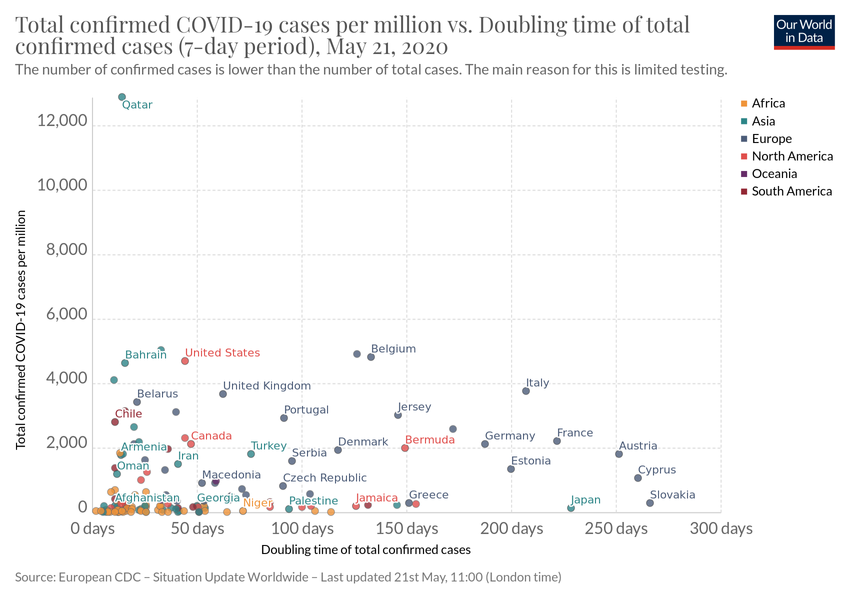 Total confirmed COVID-19 cases per million vs. Doubling time of total
confirmed cases (7-day period), May 21, 2020
Our World
in Data
The number of confirmed cases is lower than the number of total cases. The main reason for this is limited testing.
Total confirmed COVID-19 cases per million
12,000
10,000
8,000
6,000
4,000
2,000
0
Qatar
Belgium
United States
Bahrain
Italy
United Kingdom
Belarus
Jersey
Portugal
Chile
Canada
Germany
France
Denmark
Bermuda
Armenia
Turkey
Austria
Iran
Serbia
Estonia
Oman
Cyprus
Macedonia
Czech Republic
Afghanistan
Georgia
Niger
Palestine
Jamaica
Greece
Japan
Slovakia
0 days
50 days
100 days
150 days
200 days
250 days
300 days
Doubling time of total confirmed cases
Africa
Asia
Europe
North America
Oceania
South America
Source: European CDC – Situation Update Worldwide – Last updated 21st May, 11:00 (London time)